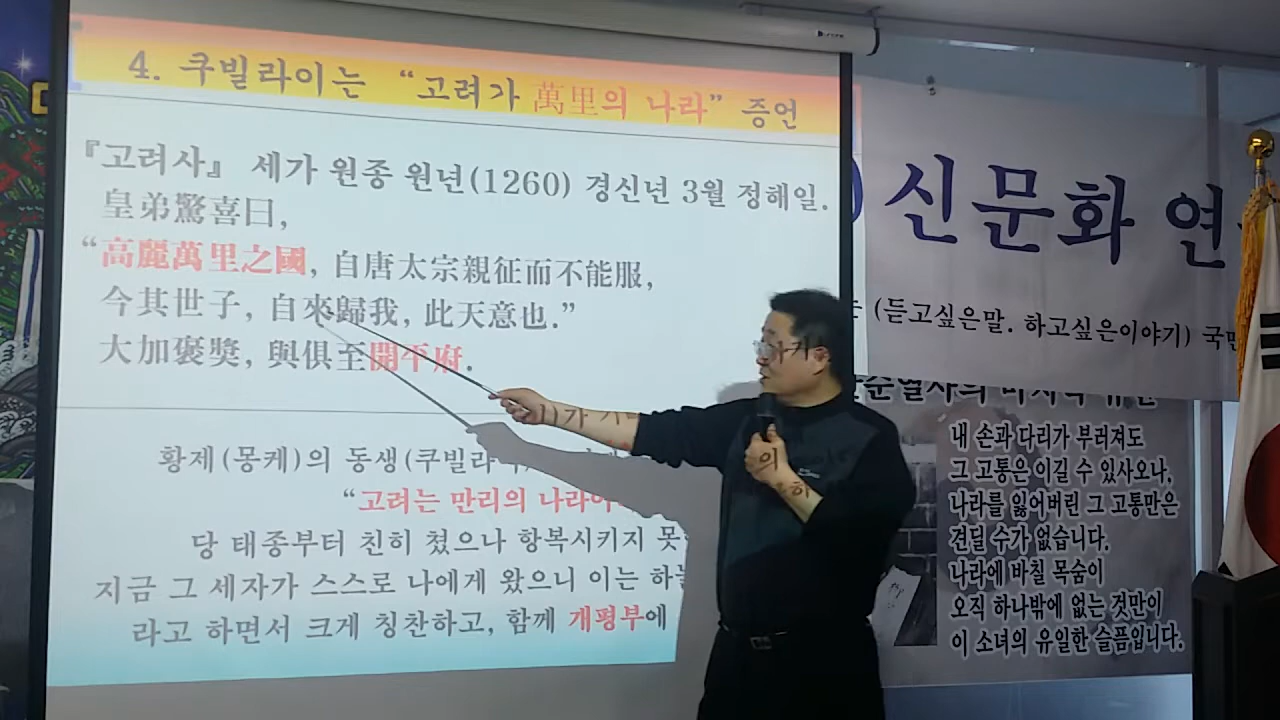 4. 쿠빌라이는 “고려가 萬里의 나라” 증언
『고려사』 세가 원종 원년(1260) 경신년 3월 정해일.
皇弟驚喜曰,
“高麗萬里之國, 自唐太宗親征而不能服,
今其世子, 自來歸我, 此天意也.”
大加褒獎, 與俱至開平府.
황제(몽케)의 동생(쿠빌라이)
“고려는 만리의 나라
당 태종부터 친히 쳤으나 항복시키지 못
지금 그 세자가 스스로 나에게 왔으니 이는 하늘
라고 하면서 크게 칭찬하고, 함께 개평부에
신문화 연
(듣고싶은말. 하고싶은이야기) 국민
내 손과 다리가 부러져도
그 고통은 이길 수 있사오나,
나라를 잃어버린 그 고통만은
견딜 수가 없습니다.
나라에 바칠 목숨이
오직 하나밖에 없는 것만이
이 소녀의 유일한 슬픔입니다.